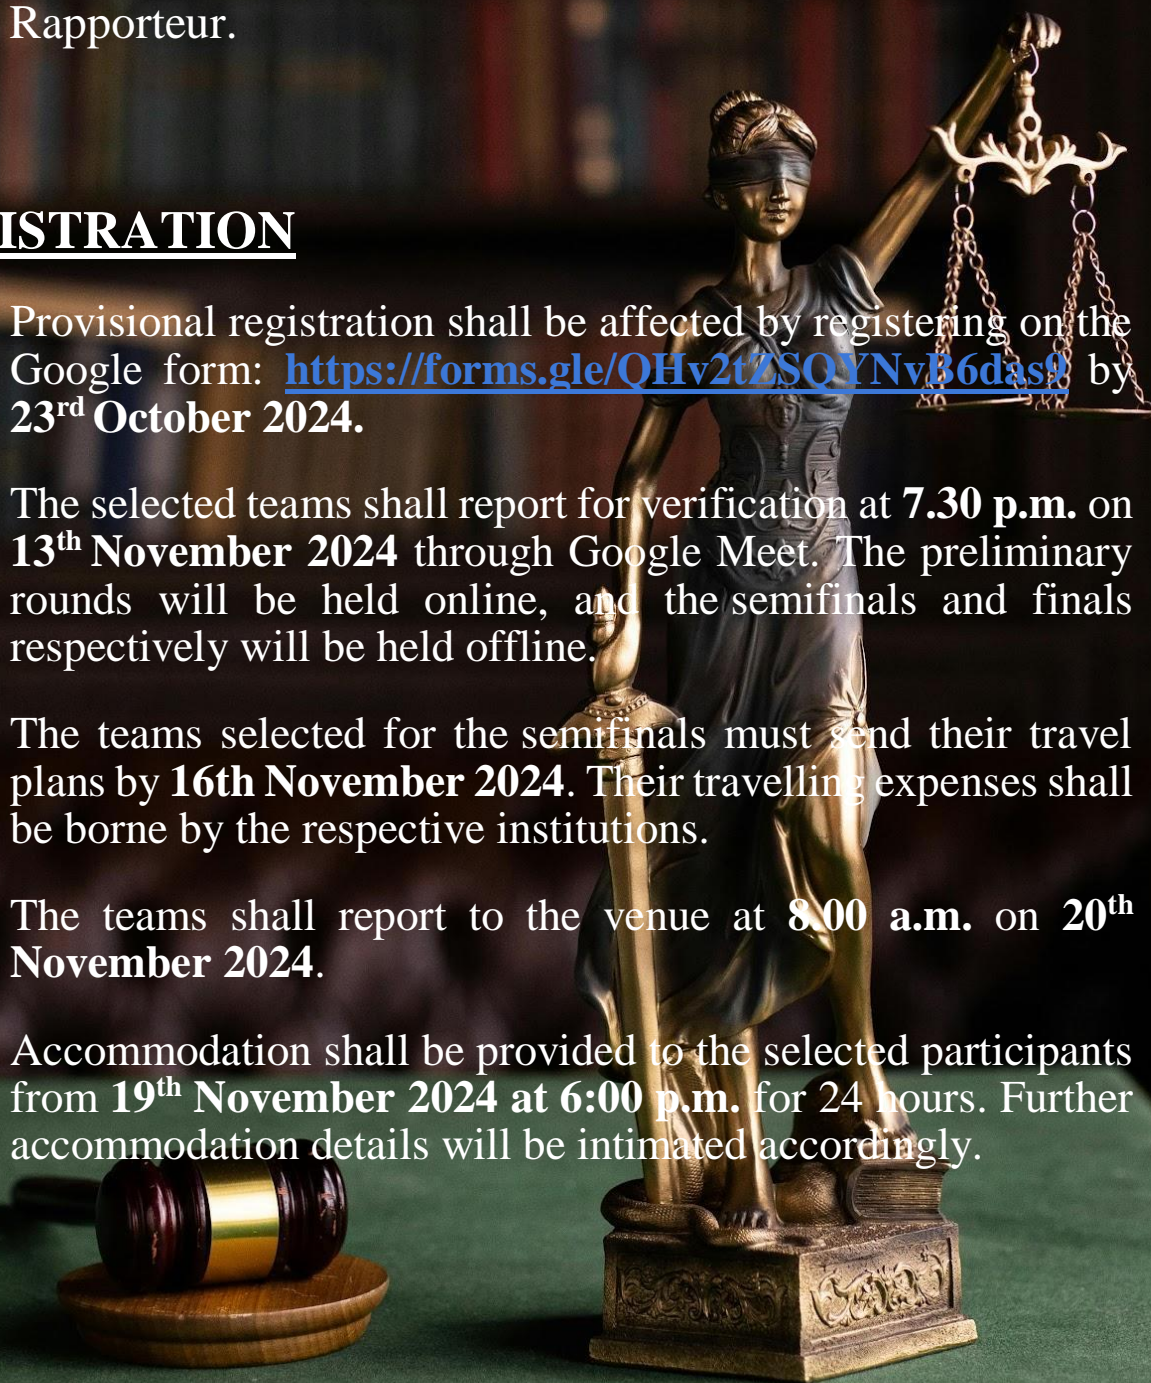 Rapporteur.
ISTRATION
Provisional registration shall be affected by registering on the
Google form: https://forms.gle/QHv2tZSQYNvB6das9 by
23rd October 2024.
The selected teams shall report for verification at 7.30 p.m. on
13th November 2024 through Google Meet. The preliminary
rounds will be held online, and the semifinals and finals
respectively will be held offline.
The teams selected for the semifinals must send their travel
plans by 16th November 2024. Their travelling expenses shall
be borne by the respective institutions.
The teams shall report to the venue at 8.00 a.m. on 20th
November 2024.
Accommodation shall be provided to the selected participants
from 19th November 2024 at 6:00 p.m. for 24 hours. Further
accommodation details will be intimated accordingly.